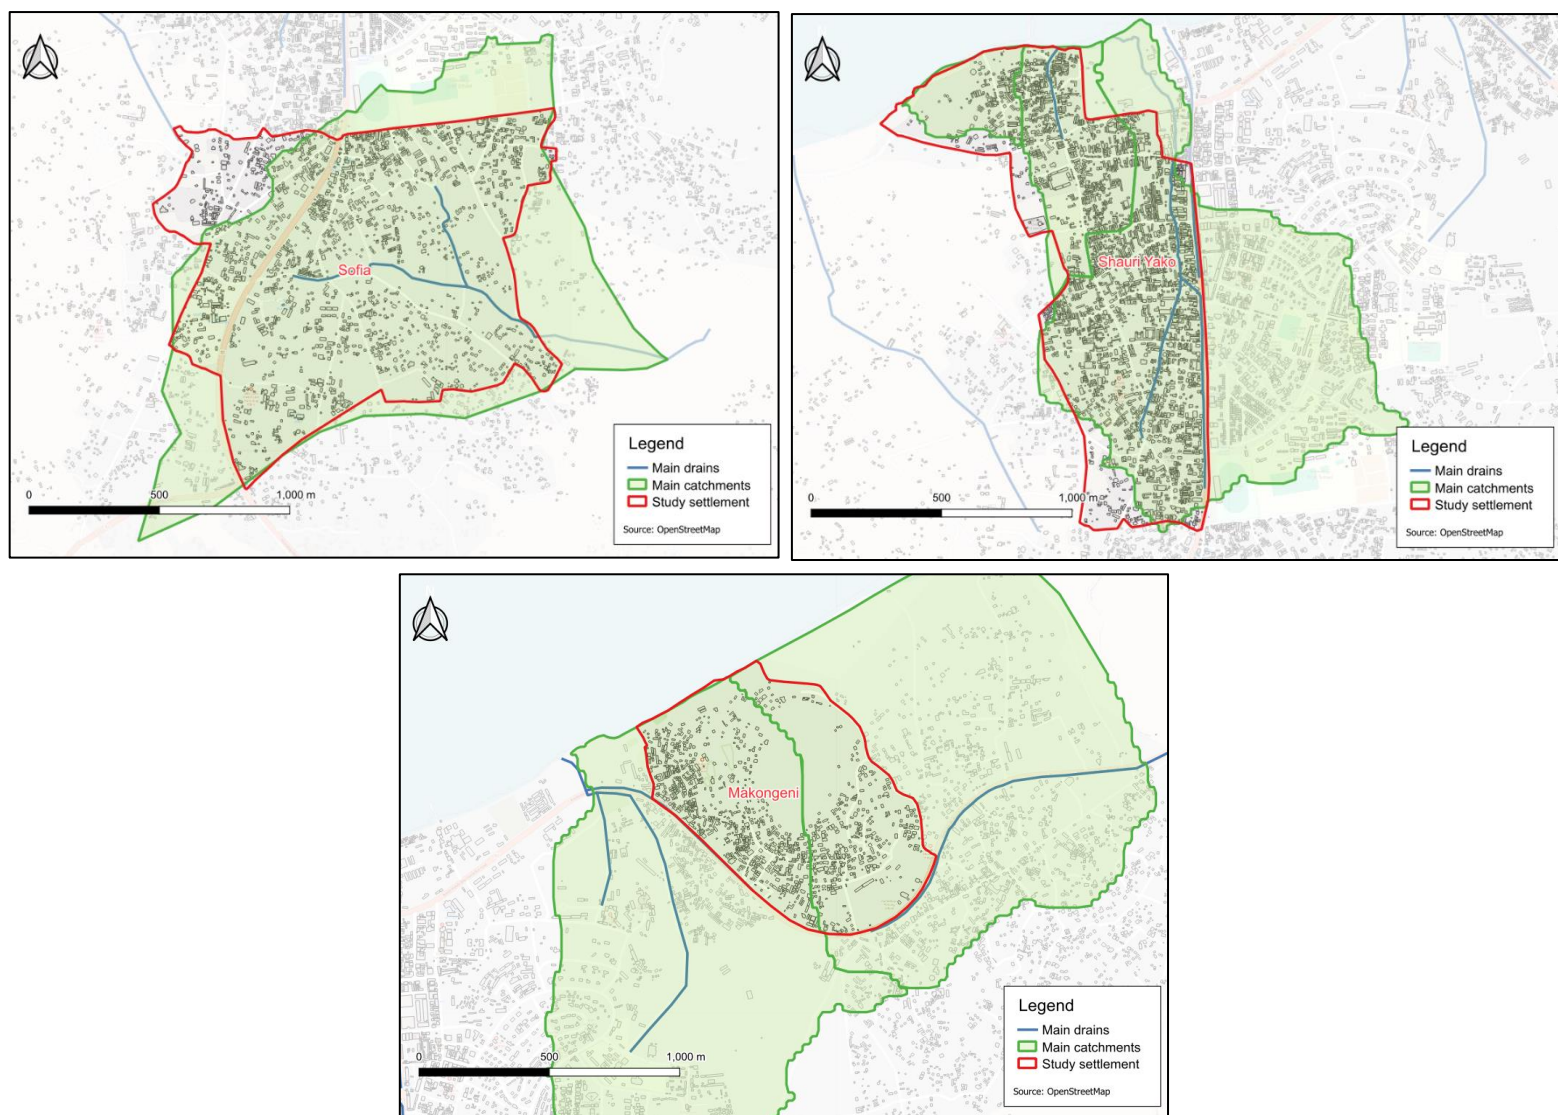 Sofia
Legend
Main drains
Main catchments
Study settlement
Source: OpenStreetMap
0 500 1,000 m
Shauri Yako
Legend
Main drains
Main catchments
Study settlement
Source: OpenStreetMap
0 500 1,000 m
Makongeni
Legend
Main drains
Main catchments
Study settlement
Source: OpenStreetMap
0 500 1,000 m